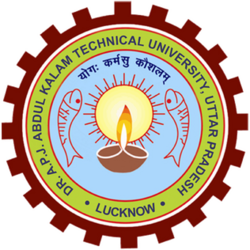 DR. A.P.J. ABDUL KALAM TECHNICAL UNIVERSITY, UTTAR PRADESH
योगः कर्मसु कौशलम्
LUCKNOW